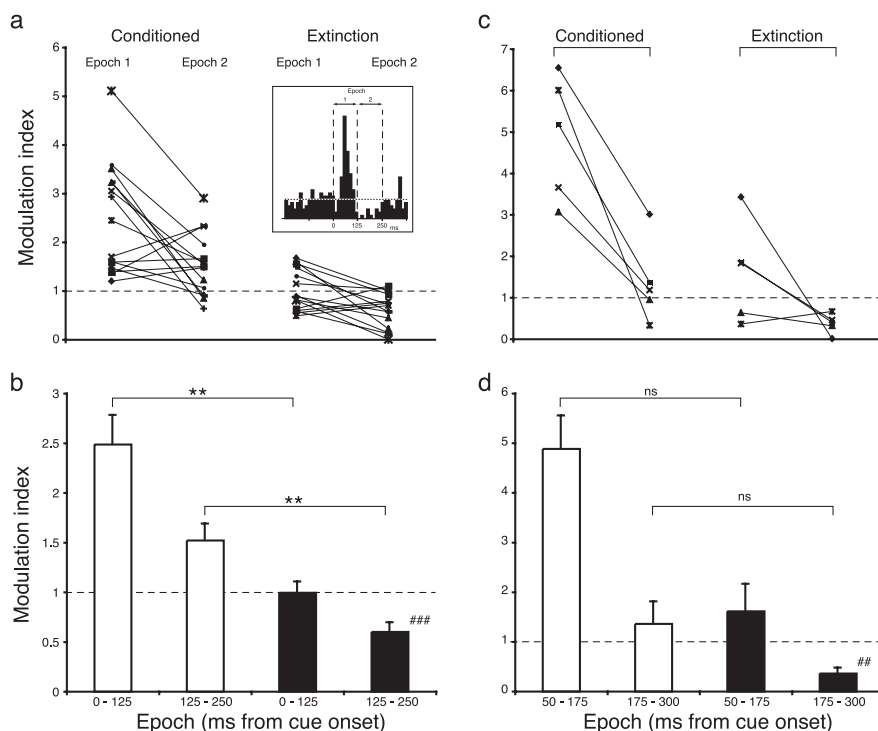 a
Conditioned Extinction
Epoch 1 Epoch 2 Epoch 1 Epoch 2
Modulation index
6
5
4
3
2
1
0
Epoch
1 2
0 125 250 ms
c
Conditioned Extinction
7
6
5
4
3
2
1
0
b
Modulation index
3
2.5
2
1.5
1
0.5
0
**
**
###
0 - 125 125 - 250 0 - 125 125 - 250
Epoch (ms from cue onset)
d
6
5
4
3
2
1
0
ns
ns
##
50 - 175 175 - 300 50 - 175 175 - 300
Epoch (ms from cue onset)